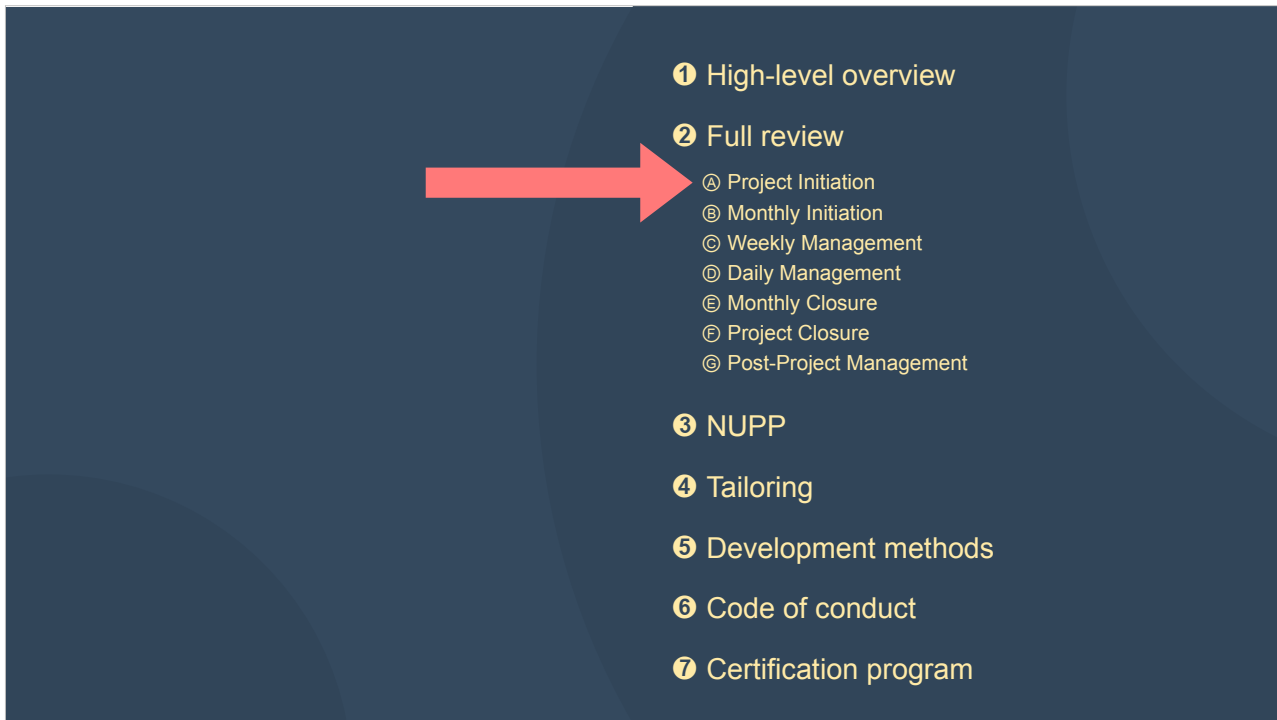 ❶ High-level overview
❷ Full review
Ⓐ Project Initiation
Ⓑ Monthly Initiation
Ⓒ Weekly Management
Ⓓ Daily Management
Ⓔ Monthly Closure
Ⓕ Project Closure
Ⓖ Post-Project Management
❸ NUPP
❹ Tailoring
❺ Development methods
❻ Code of conduct
❼ Certification program